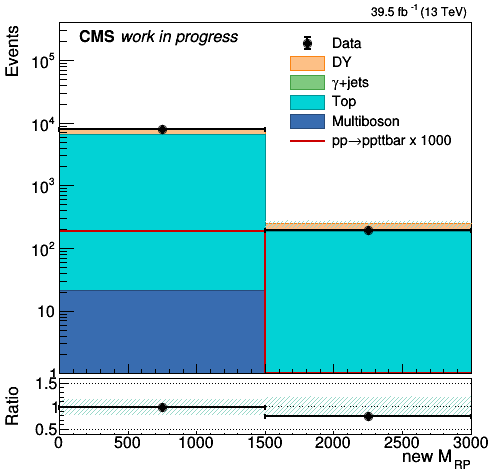 39.5 fb⁻¹ (13 TeV)
Events
CMS work in progress
Data
DY
γ+jets
Top
Multiboson
pp→ppttbar x 1000
10⁵
10⁴
10³
10²
10
1
Ratio
1.5
1
0.5
0 500 1000 1500 2000 2500 3000
new M_RP